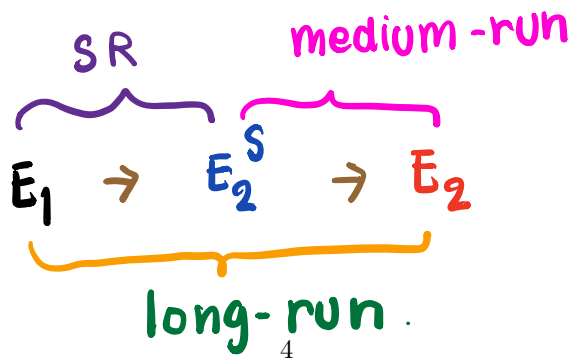 SR medium-run
E₁ → E₂ˢ → E₂
long-run.
4